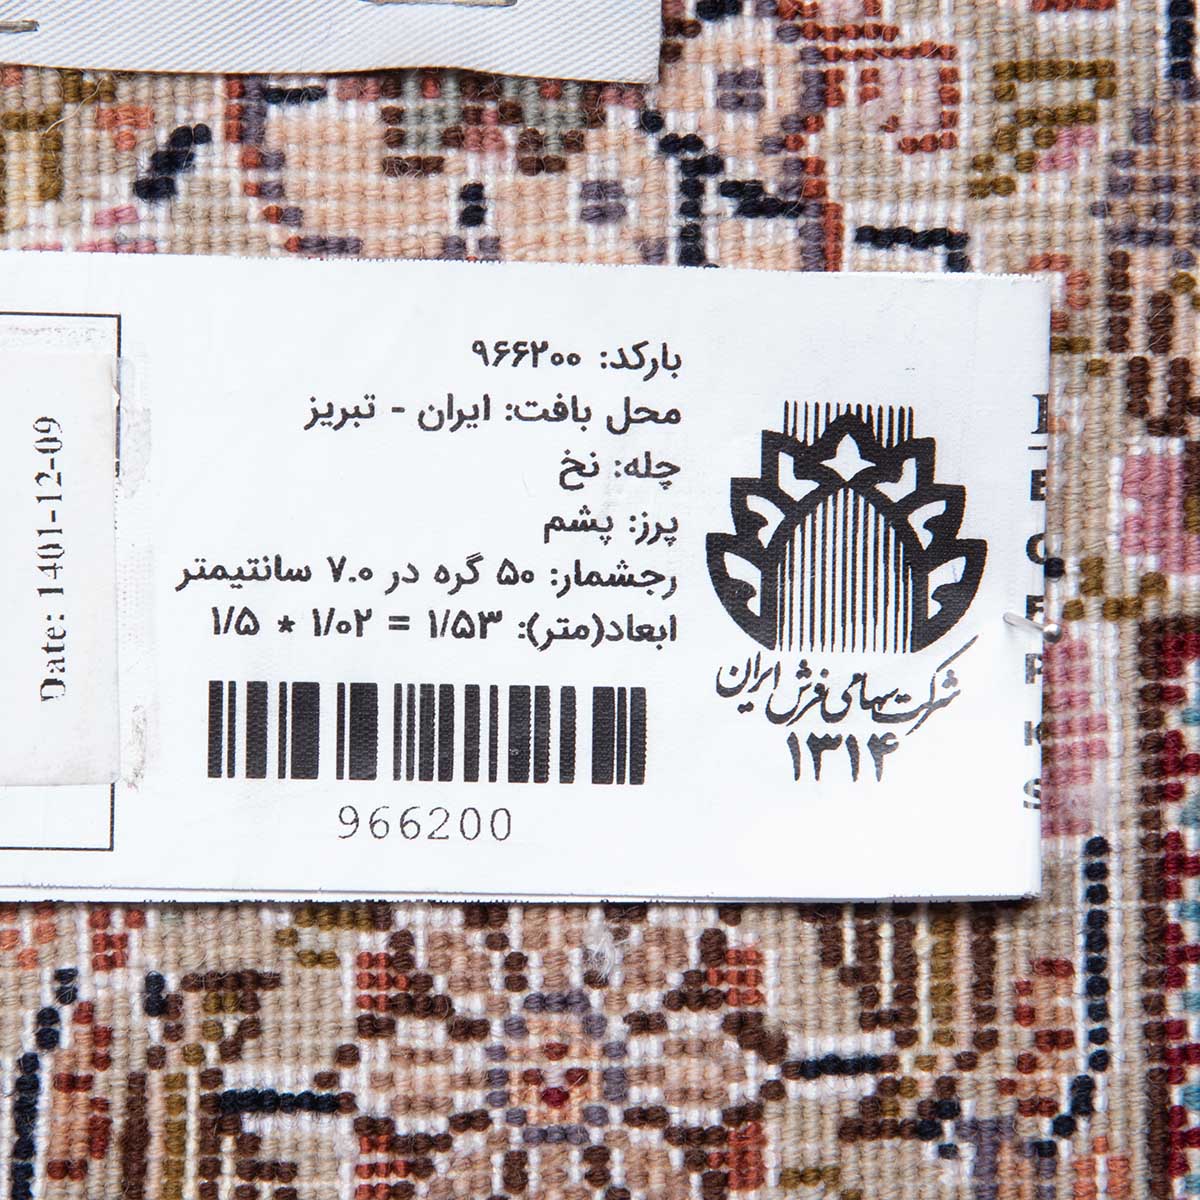 بارکد: ۹۶۶۲۰۰
محل بافت: ایران - تبریز
چله: نخ
پرز: پشم
رجشمار: ۵۰ گره در ۷.۰ سانتیمتر
ابعاد(متر): ۱/۵۳ = ۱/۰۲ * ۱/۵
966200
شرکت سهامی فرش ایران
۱۳۱۴
Date: 1401-12-09